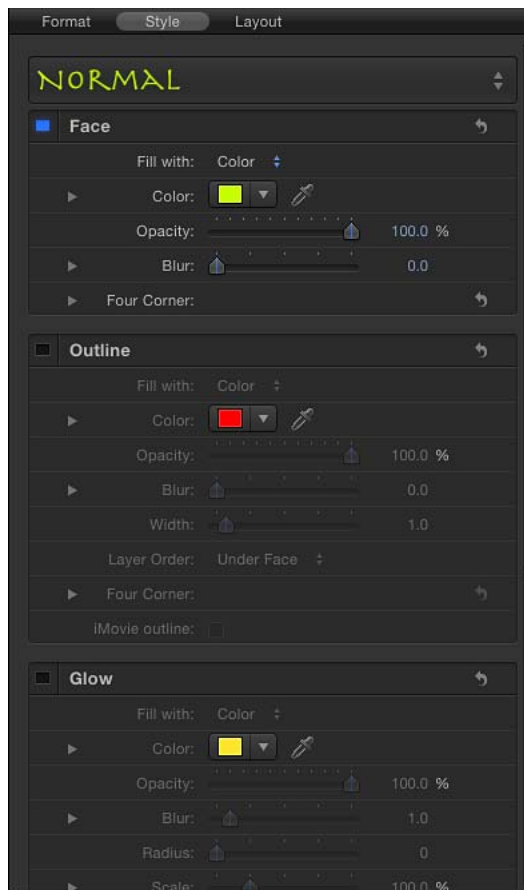 Format Style Layout
NORMAL
Face
Fill with: Color
Color:
Opacity: 100.0 %
Blur: 0.0
Four Corner:
Outline
Fill with: Color
Color:
Opacity: 100.0 %
Blur: 0.0
Width: 1.0
Layer Order: Under Face
Four Corner:
iMovie outline:
Glow
Fill with: Color
Color:
Opacity: 100.0 %
Blur: 1.0
Radius: 0
Scale: 100.0 %